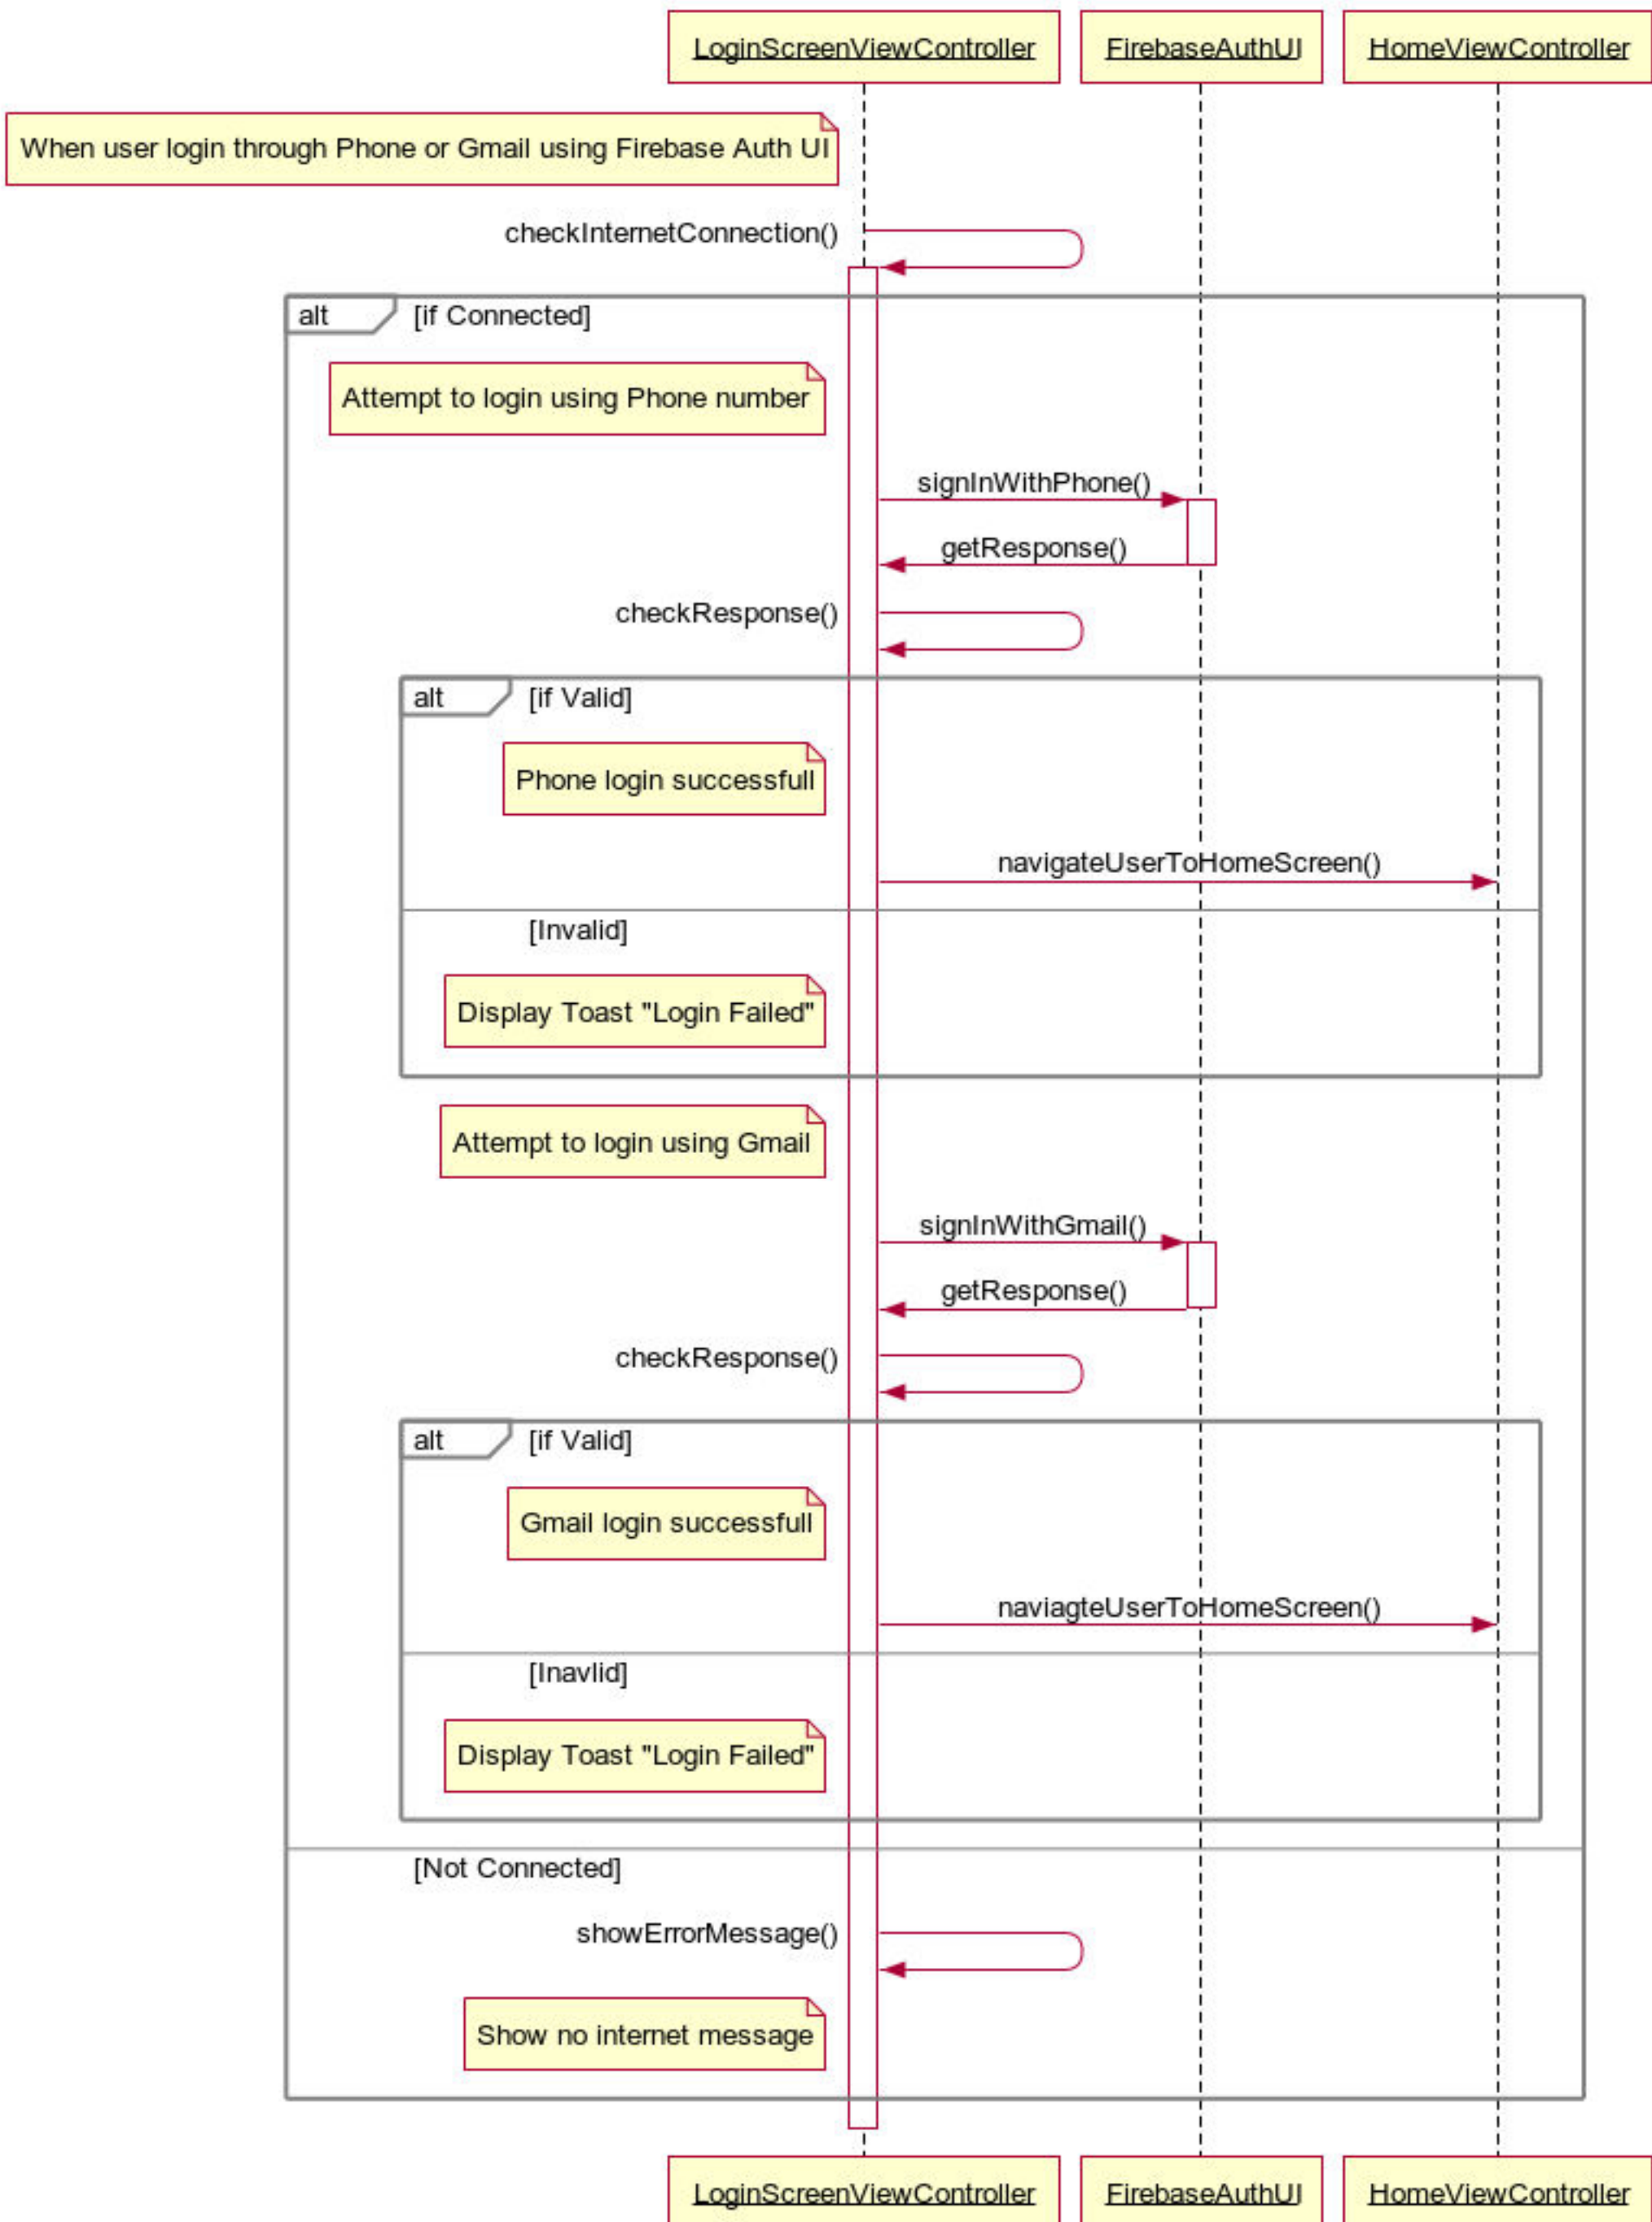 LoginScreenViewController
FirebaseAuthUI
HomeViewController
When user login through Phone or Gmail using Firebase Auth UI
checkInternetConnection()
alt
[if Connected]
Attempt to login using Phone number
signInWithPhone()
getResponse()
checkResponse()
alt
[if Valid]
Phone login successfull
navigateUserToHomeScreen()
[Invalid]
Display Toast "Login Failed"
Attempt to login using Gmail
signInWithGmail()
getResponse()
checkResponse()
alt
[if Valid]
Gmail login successfull
naviagteUserToHomeScreen()
[Inavlid]
Display Toast "Login Failed"
[Not Connected]
showErrorMessage()
Show no internet message
LoginScreenViewController
FirebaseAuthUI
HomeViewController